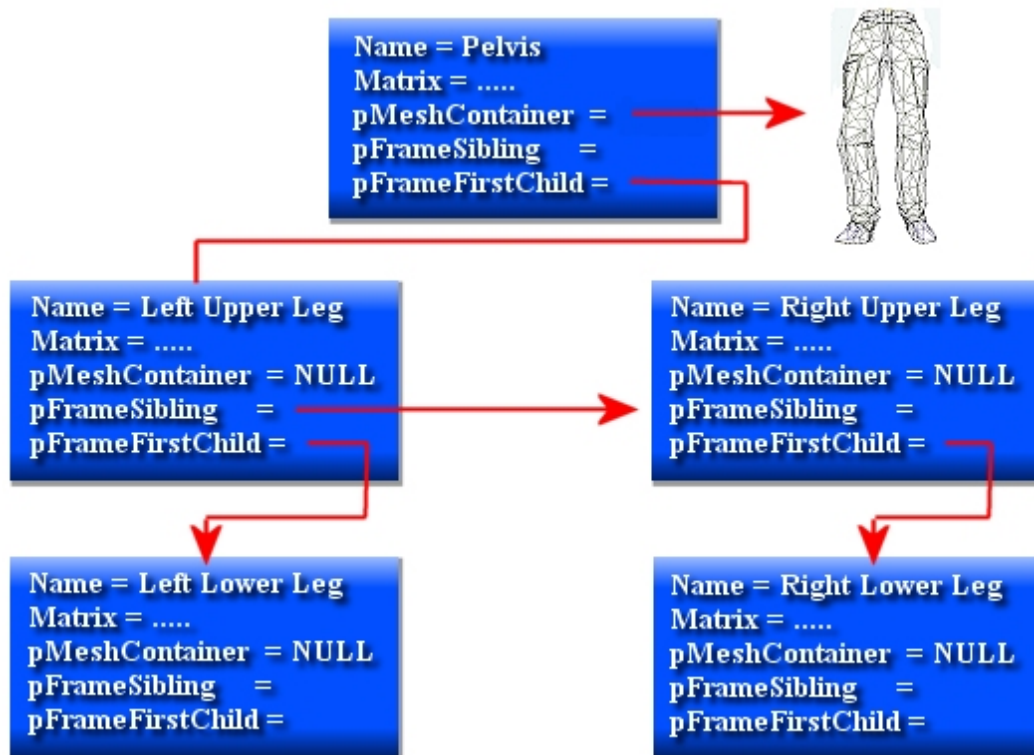 Name = Pelvis
Matrix = .....
pMeshContainer =
pFrameSibling =
pFrameFirstChild =
Name = Left Upper Leg
Matrix = .....
pMeshContainer = NULL
pFrameSibling =
pFrameFirstChild =
Name = Right Upper Leg
Matrix = .....
pMeshContainer = NULL
pFrameSibling =
pFrameFirstChild =
Name = Left Lower Leg
Matrix = .....
pMeshContainer = NULL
pFrameSibling =
pFrameFirstChild =
Name = Right Lower Leg
Matrix = .....
pMeshContainer = NULL
pFrameSibling =
pFrameFirstChild =